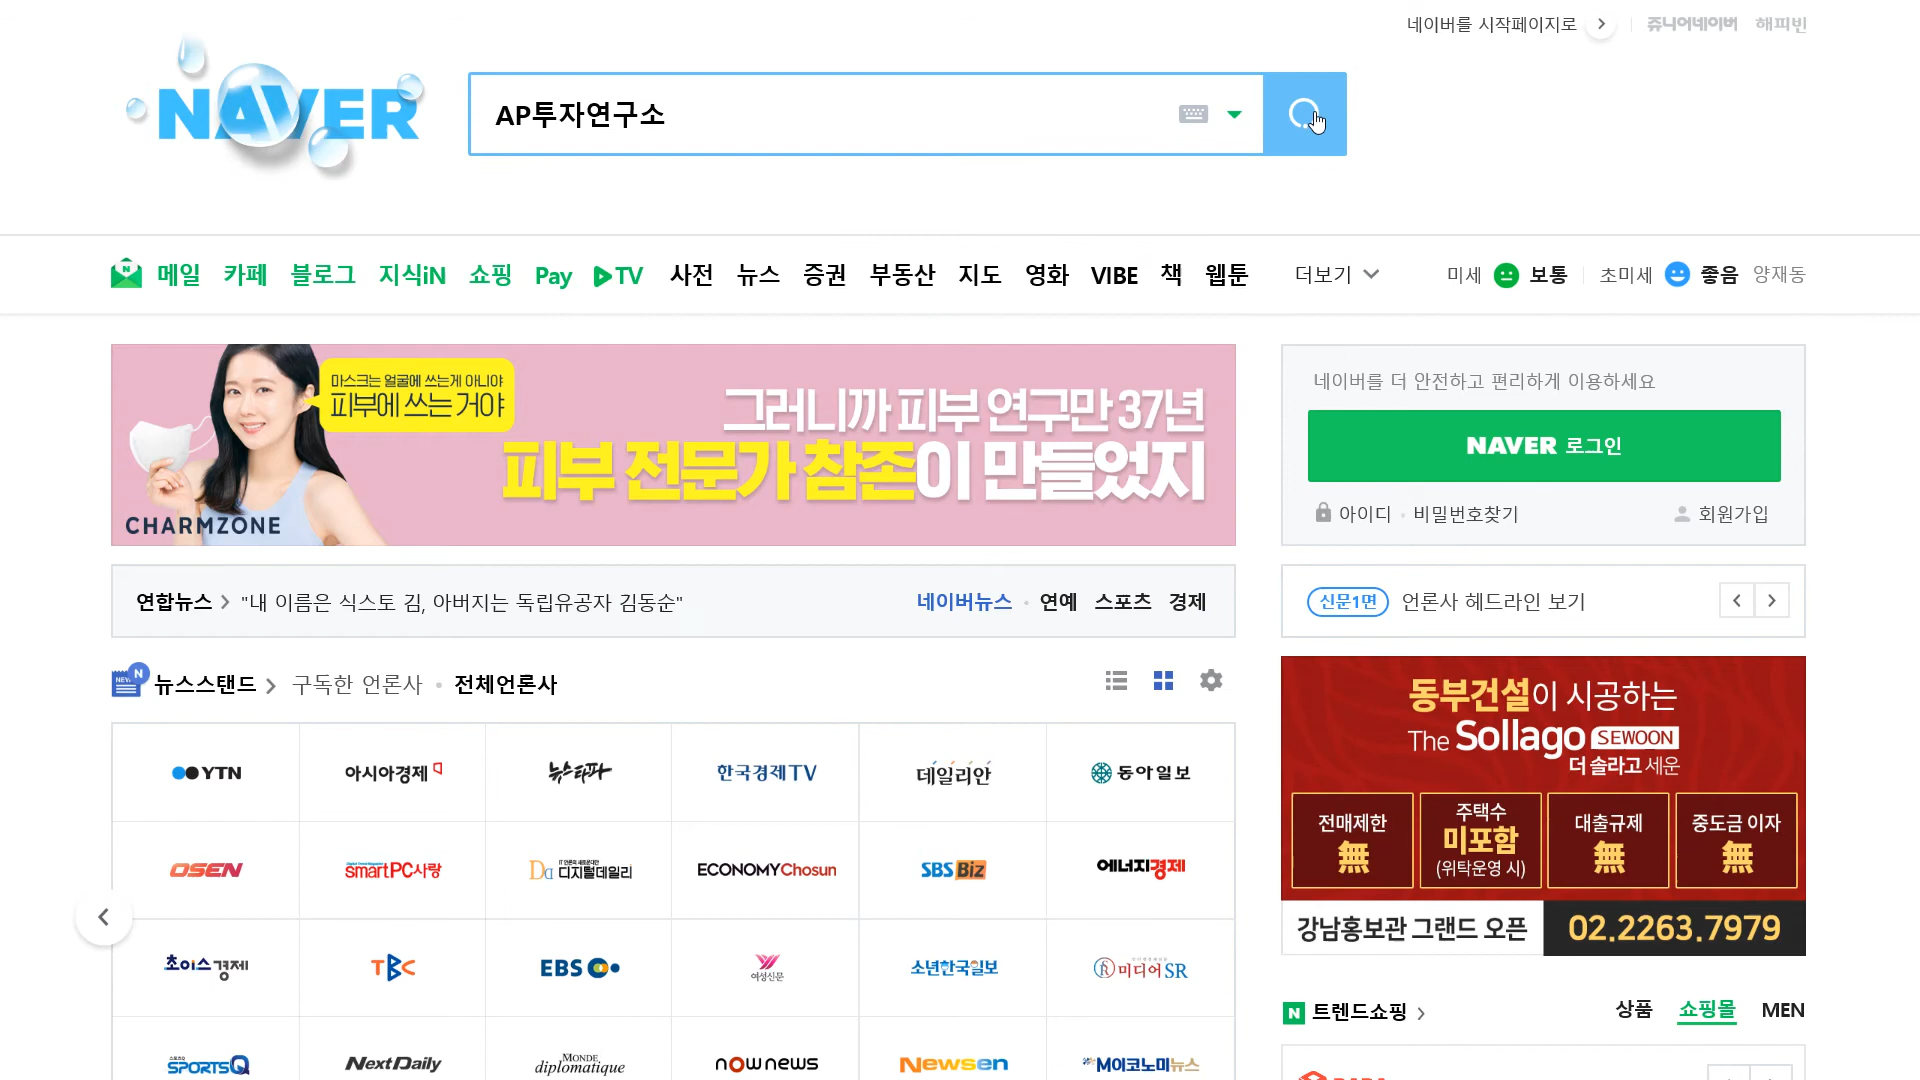 네이버를 시작페이지로
쥬니어네이버 해피빈
NAVER
AP투자연구소
메일 카페 블로그 지식iN 쇼핑 Pay TV 사전 뉴스 증권 부동산 지도 영화 VIBE 책 웹툰 더보기
미세 보통 초미세 좋음 양재동
마스크는 얼굴에 쓰는게 아니야
피부에 쓰는 거야
그러니까 피부 연구만 37년
피부 전문가 참존이 만들었지
CHARMZONE
네이버를 더 안전하고 편리하게 이용하세요
NAVER 로그인
아이디 비밀번호찾기 회원가입
연합뉴스 "내 이름은 식스토 김, 아버지는 독립유공자 김동순"
네이버뉴스 연예 스포츠 경제
신문1면 언론사 헤드라인 보기
뉴스스탠드 구독한 언론사 전체언론사
YTN 아시아경제 뉴스타파 한국경제TV 데일리안 동아일보
OSEN smartPC사랑 디지털데일리 ECONOMYChosun SBS Biz 에너지경제
초이스경제 TBC EBS 여성신문 소년한국일보 미디어SR
SPORTSQ NextDaily MONDE diplomatique nownews Newsen M이코노미뉴스
동부건설이 시공하는
The Sollago SEWOON
더 솔라고 세운
전매제한 無
주택수 미포함 (위탁운영 시)
대출규제 無
중도금 이자 無
강남홍보관 그랜드 오픈 02.2263.7979
트렌드쇼핑
상품 쇼핑몰 MEN